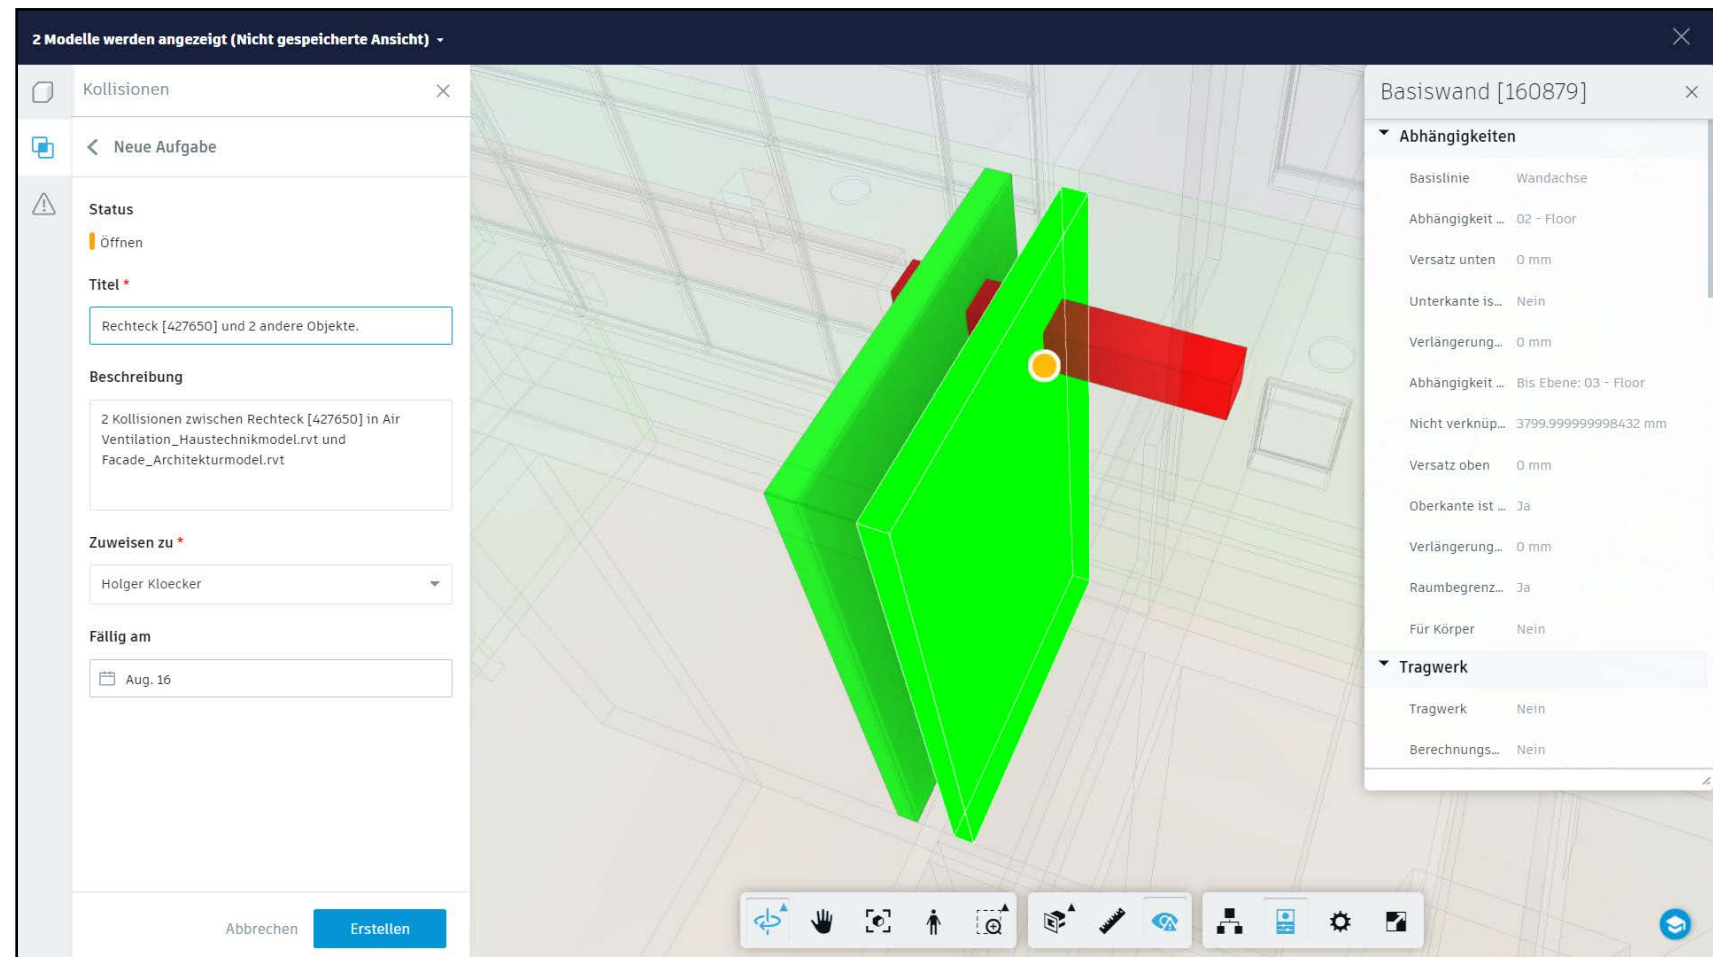 2 Modelle werden angezeigt (Nicht gespeicherte Ansicht)
Kollisionen
Neue Aufgabe
Status
Öffnen
Titel *
Rechteck [427650] und 2 andere Objekte.
Beschreibung
2 Kollisionen zwischen Rechteck [427650] in Air
Ventilation_Haustechnikmodel.rvt und
Facade_Architekturmodel.rvt
Zuweisen zu *
Holger Kloecker
Fällig am
Aug. 16
Abbrechen
Erstellen
Basiswand [160879]
Abhängigkeiten
Basislinie Wandachse
Abhängigkeit ... 02 - Floor
Versatz unten 0 mm
Unterkante is... Nein
Verlängerung... 0 mm
Abhängigkeit ... Bis Ebene: 03 - Floor
Nicht verknüp... 3799.999999998432 mm
Versatz oben 0 mm
Oberkante ist ... Ja
Verlängerung... 0 mm
Raumbegrenz... Ja
Für Körper Nein
Tragwerk
Tragwerk Nein
Berechnungs... Nein